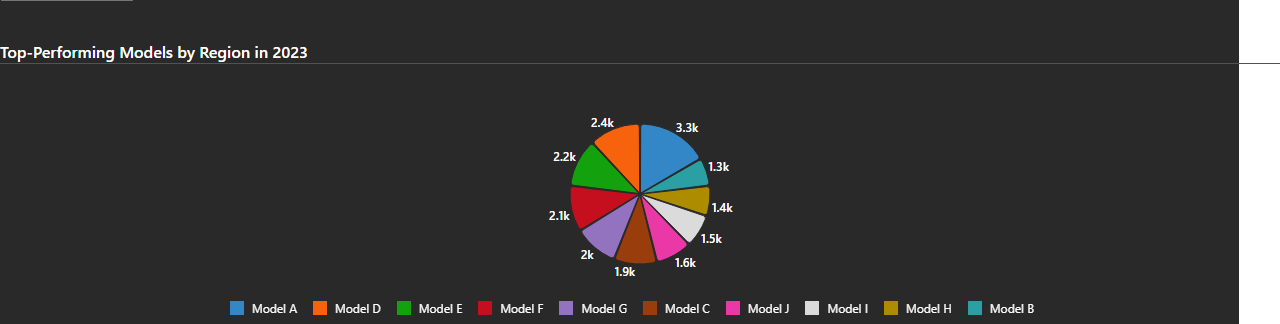 Top-Performing Models by Region in 2023
2.4k
3.3k
2.2k
1.3k
1.4k
2.1k
1.5k
2k
1.6k
1.9k
Model A Model D Model E Model F Model G Model C Model J Model I Model H Model B